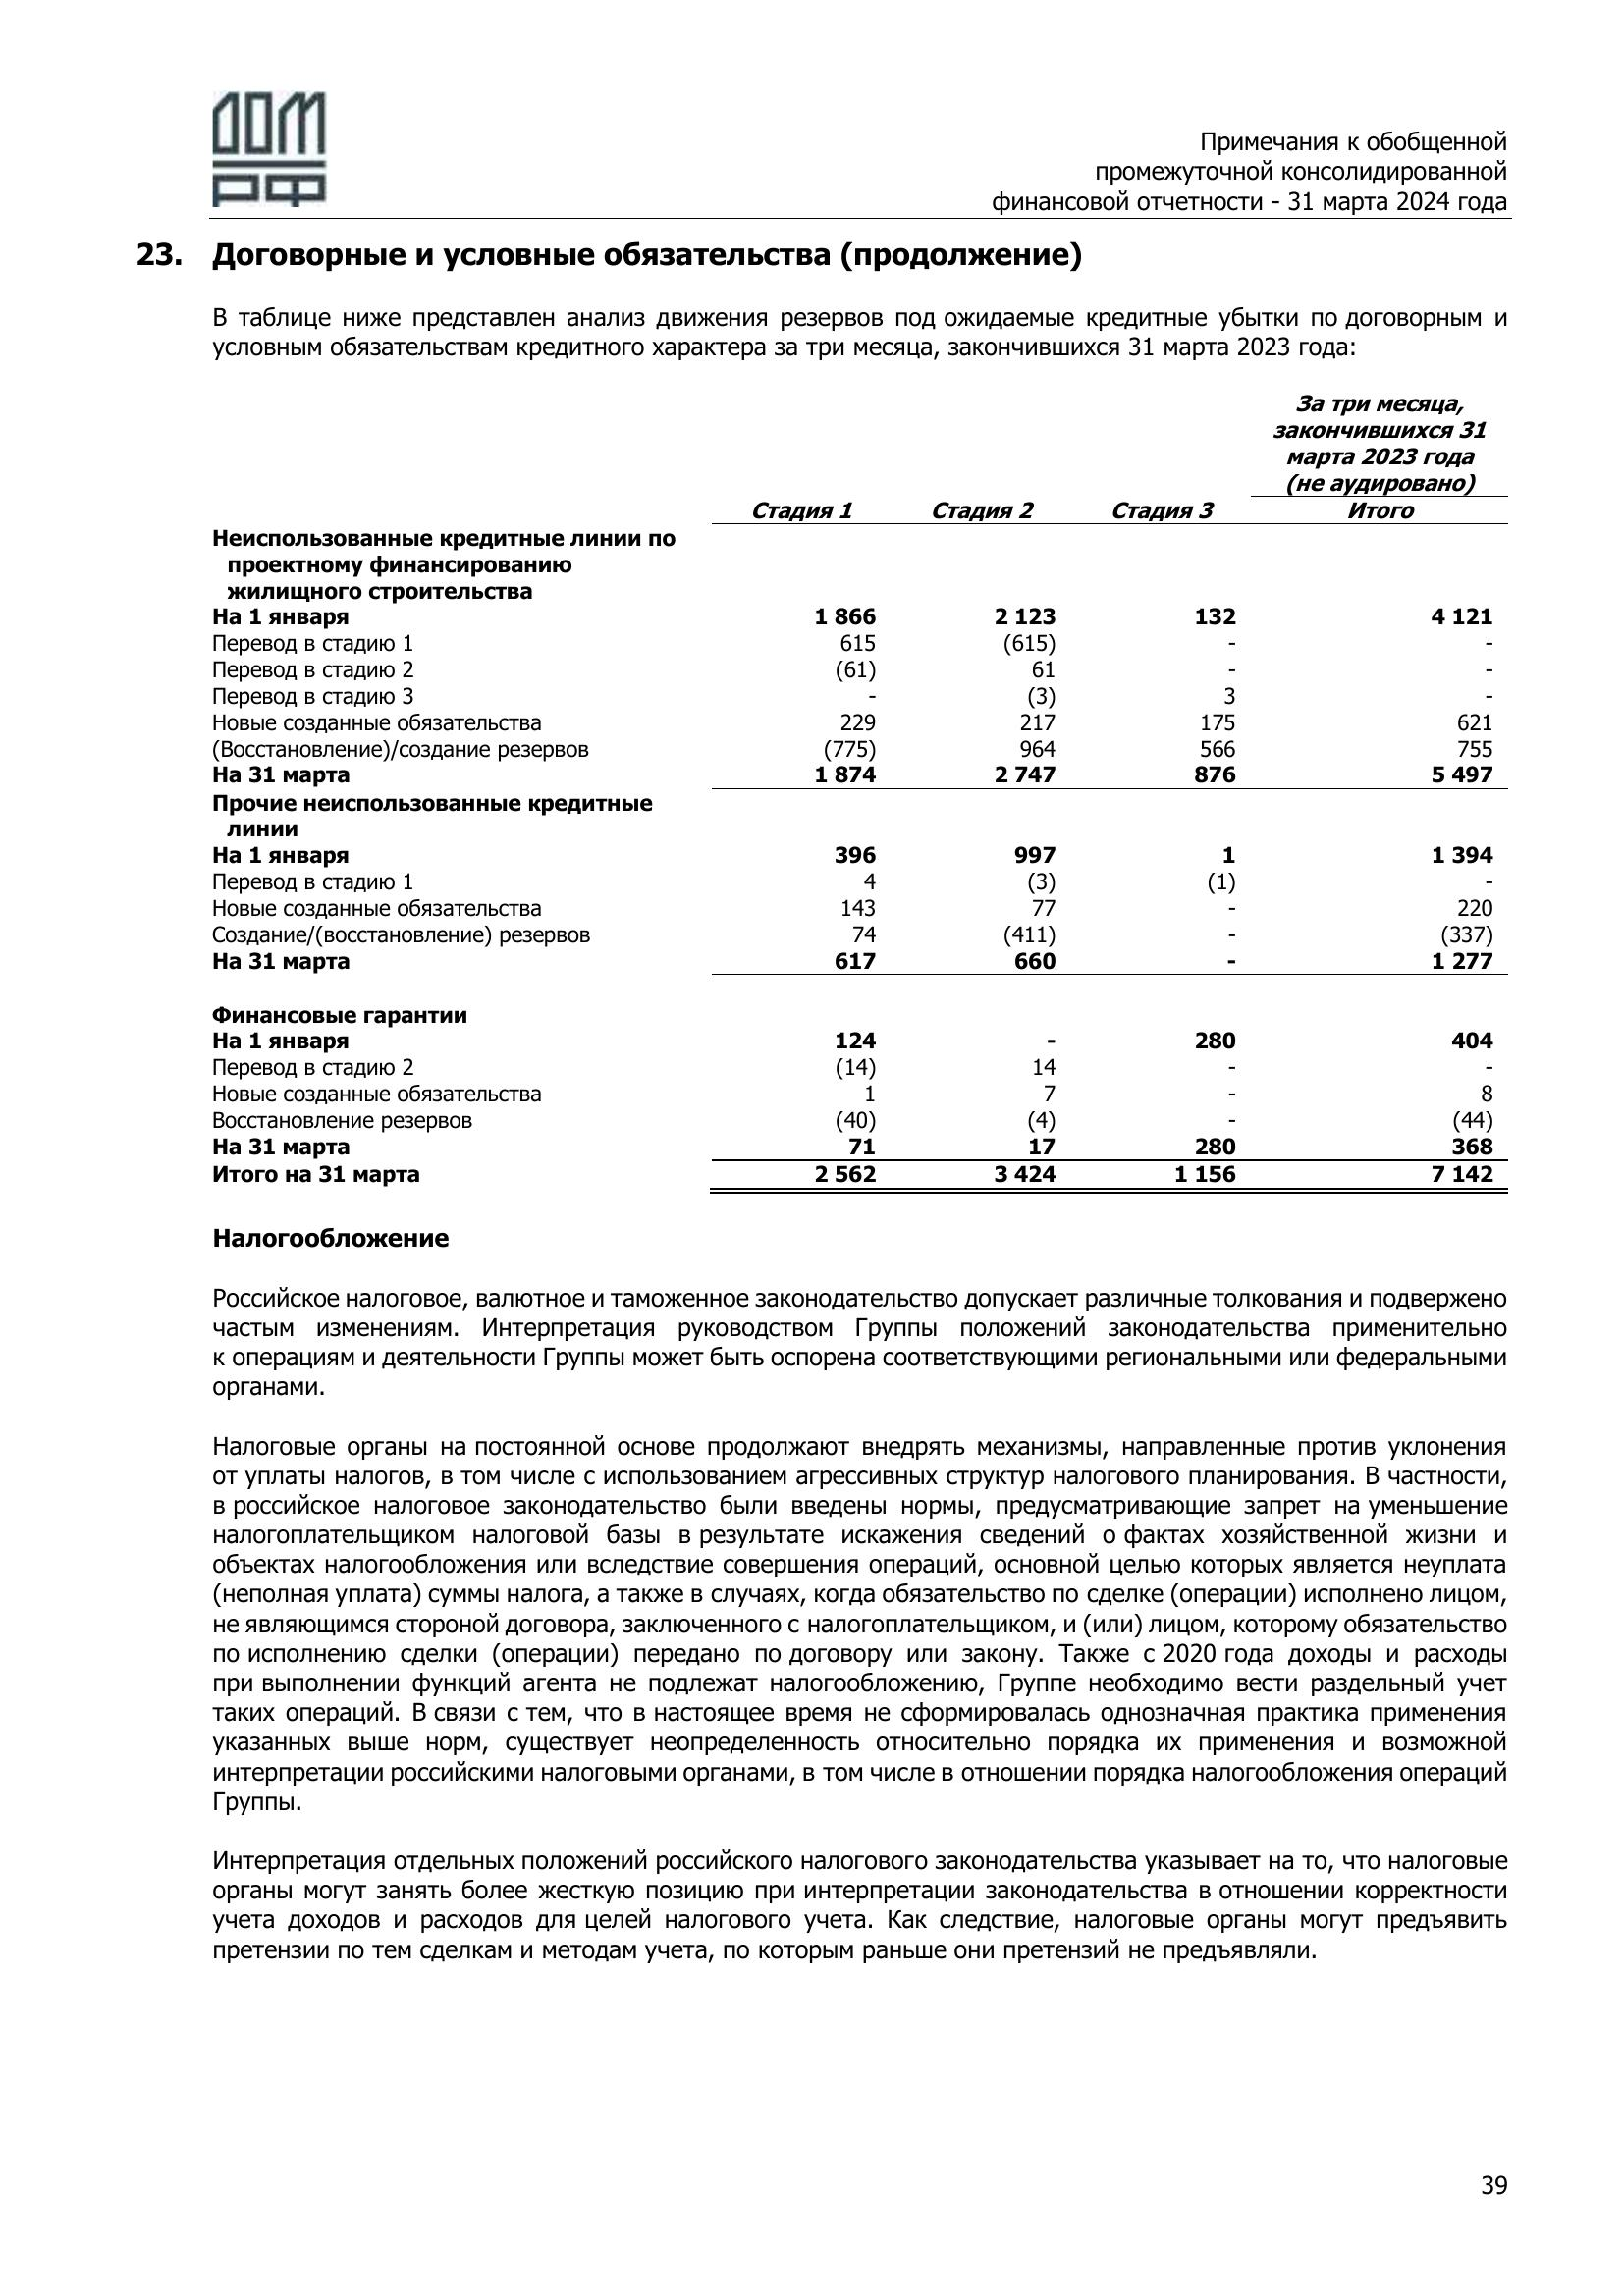 ДОМ
РФ
Примечания к обобщенной
промежуточной консолидированной
финансовой отчетности - 31 марта 2024 года
23. Договорные и условные обязательства (продолжение)
В таблице ниже представлен анализ движения резервов под ожидаемые кредитные убытки по договорным и
условным обязательствам кредитного характера за три месяца, закончившихся 31 марта 2023 года:
За три месяца,
закончившихся 31
марта 2023 года
(не аудировано)
Стадия 1 Стадия 2 Стадия 3 Итого
Неиспользованные кредитные линии по
проектному финансированию
жилищного строительства
На 1 января 1 866 2 123 132 4 121
Перевод в стадию 1 615 (615) - -
Перевод в стадию 2 (61) 61 - -
Перевод в стадию 3 - (3) 3 -
Новые созданные обязательства 229 217 175 621
(Восстановление)/создание резервов (775) 964 566 755
На 31 марта 1 874 2 747 876 5 497
Прочие неиспользованные кредитные
линии
На 1 января 396 997 1 1 394
Перевод в стадию 1 4 (3) (1) -
Новые созданные обязательства 143 77 - 220
Создание/(восстановление) резервов 74 (411) - (337)
На 31 марта 617 660 - 1 277
Финансовые гарантии
На 1 января 124 - 280 404
Перевод в стадию 2 (14) 14 - -
Новые созданные обязательства 1 7 - 8
Восстановление резервов (40) (4) - (44)
На 31 марта 71 17 280 368
Итого на 31 марта 2 562 3 424 1 156 7 142
Налогообложение
Российское налоговое, валютное и таможенное законодательство допускает различные толкования и подвержено
частым изменениям. Интерпретация руководством Группы положений законодательства применительно
к операциям и деятельности Группы может быть оспорена соответствующими региональными или федеральными
органами.
Налоговые органы на постоянной основе продолжают внедрять механизмы, направленные против уклонения
от уплаты налогов, в том числе с использованием агрессивных структур налогового планирования. В частности,
в российское налоговое законодательство были введены нормы, предусматривающие запрет на уменьшение
налогоплательщиком налоговой базы в результате искажения сведений о фактах хозяйственной жизни и
объектах налогообложения или вследствие совершения операций, основной целью которых является неуплата
(неполная уплата) суммы налога, а также в случаях, когда обязательство по сделке (операции) исполнено лицом,
не являющимся стороной договора, заключенного с налогоплательщиком, и (или) лицом, которому обязательство
по исполнению сделки (операции) передано по договору или закону. Также с 2020 года доходы и расходы
при выполнении функций агента не подлежат налогообложению, Группе необходимо вести раздельный учет
таких операций. В связи с тем, что в настоящее время не сформировалась однозначная практика применения
указанных выше норм, существует неопределенность относительно порядка их применения и возможной
интерпретации российскими налоговыми органами, в том числе в отношении порядка налогообложения операций
Группы.
Интерпретация отдельных положений российского налогового законодательства указывает на то, что налоговые
органы могут занять более жесткую позицию при интерпретации законодательства в отношении корректности
учета доходов и расходов для целей налогового учета. Как следствие, налоговые органы могут предъявить
претензии по тем сделкам и методам учета, по которым раньше они претензий не предъявляли.
39